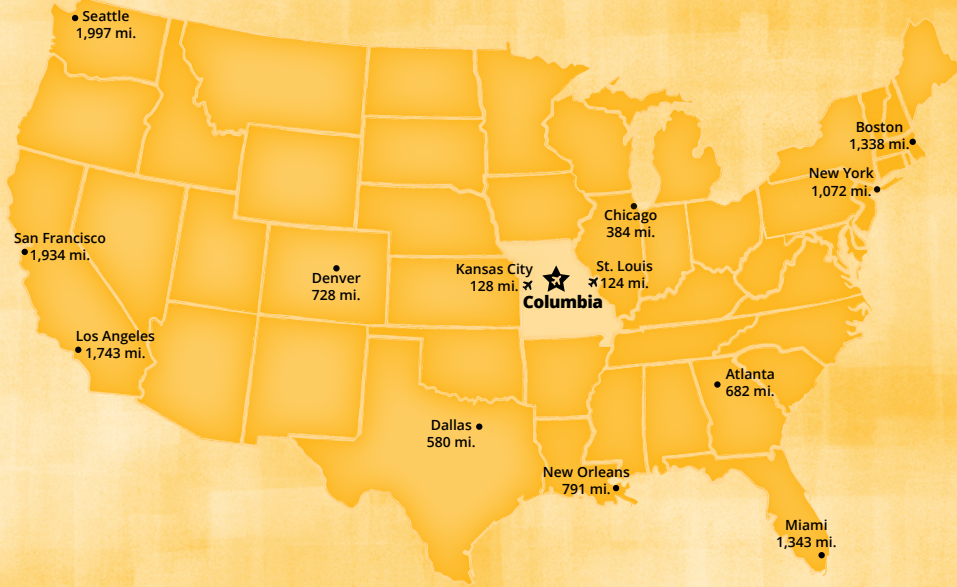 Seattle
1,997 mi.
Boston
1,338 mi.
New York
1,072 mi.
Chicago
384 mi.
San Francisco
1,934 mi.
Denver
728 mi.
Kansas City
128 mi.
St. Louis
124 mi.
Columbia
Los Angeles
1,743 mi.
Atlanta
682 mi.
Dallas
580 mi.
New Orleans
791 mi.
Miami
1,343 mi.